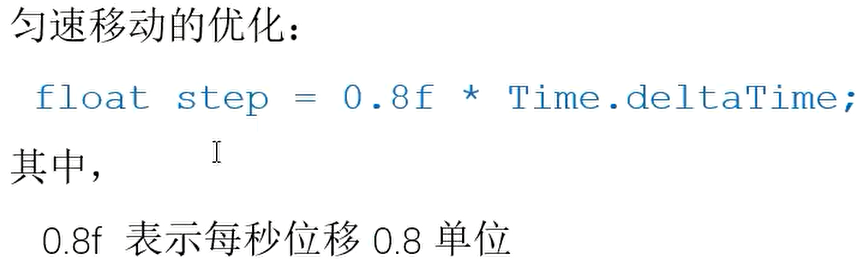 匀速移动的优化：
float step = 0.8f * Time.deltaTime;
其中，
0.8f 表示每秒位移 0.8 单位